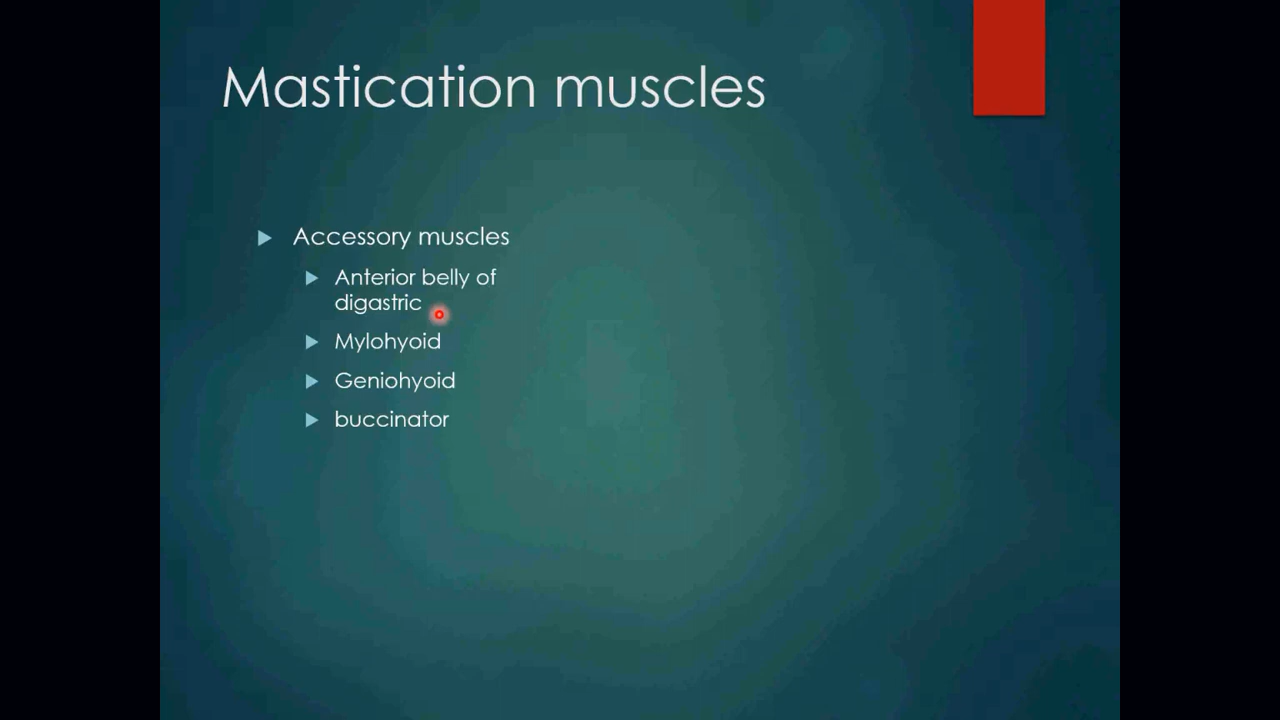 Mastication muscles
Accessory muscles
Anterior belly of
digastric
Mylohyoid
Geniohyoid
buccinator